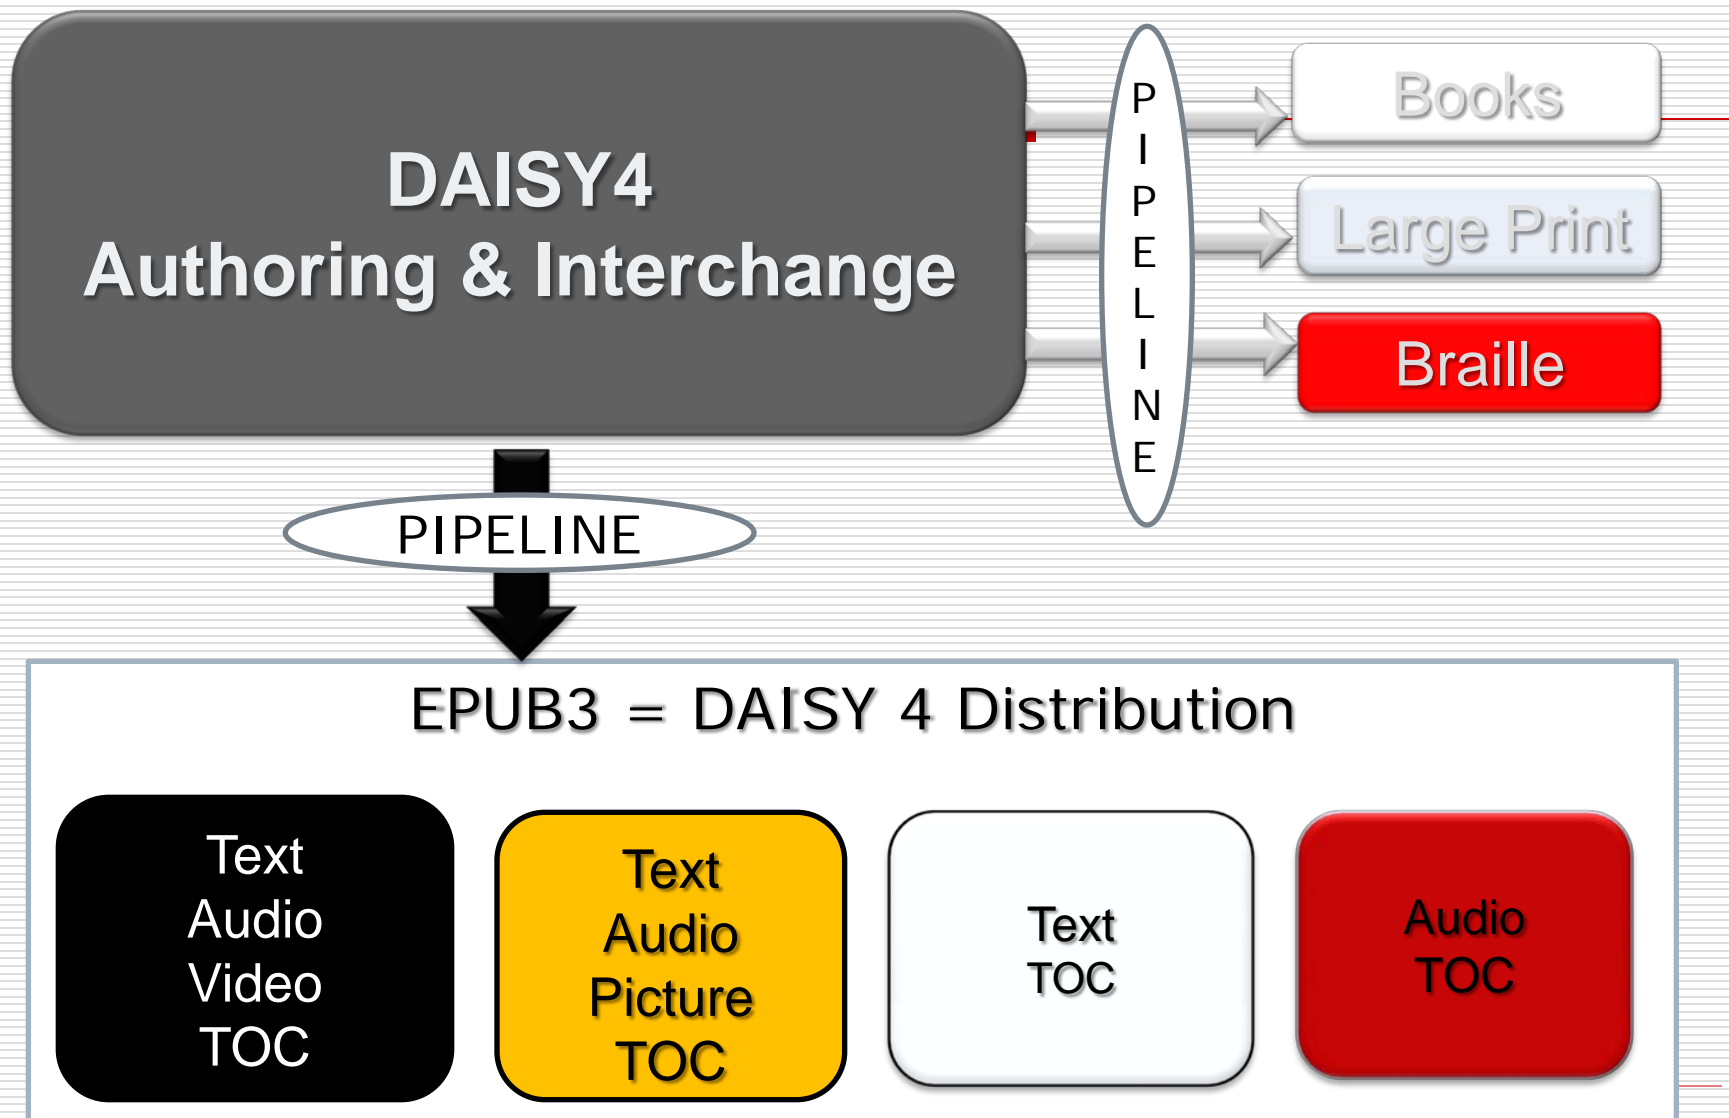 DAISY4
Authoring & Interchange
PIPELINE
Books
Large Print
Braille
PIPELINE
EPUB3 = DAISY 4 Distribution
Text
Audio
Video
TOC
Text
Audio
Picture
TOC
Text
TOC
Audio
TOC